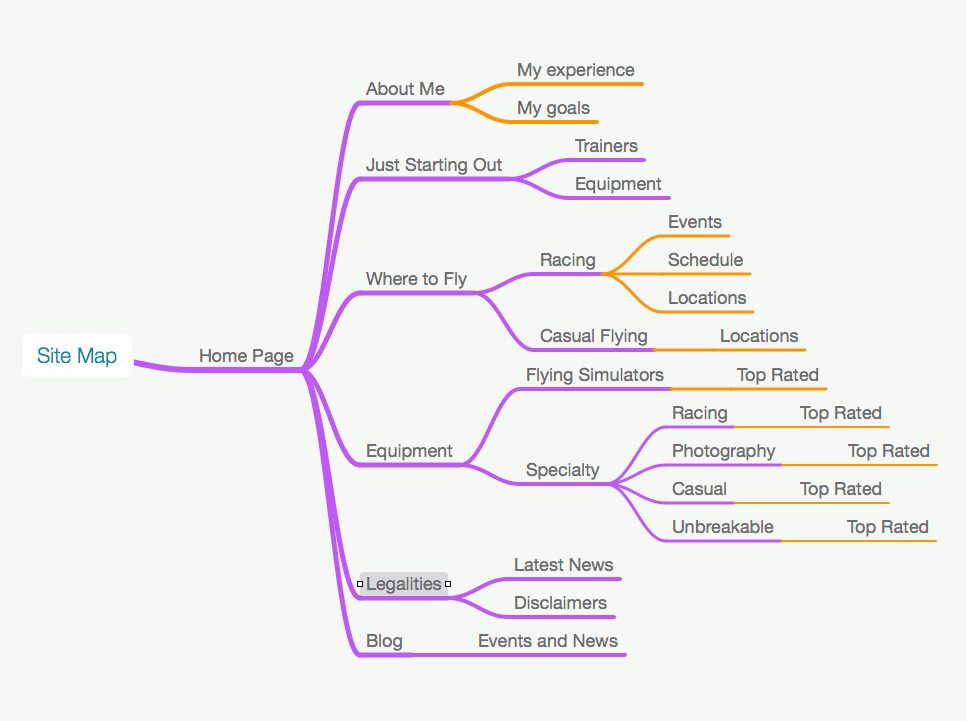 Site Map
Home Page
About Me
My experience
My goals
Just Starting Out
Trainers
Equipment
Where to Fly
Racing
Events
Schedule
Locations
Casual Flying
Locations
Equipment
Flying Simulators
Top Rated
Specialty
Racing
Top Rated
Photography
Top Rated
Casual
Top Rated
Unbreakable
Top Rated
Legalities
Latest News
Disclaimers
Blog
Events and News